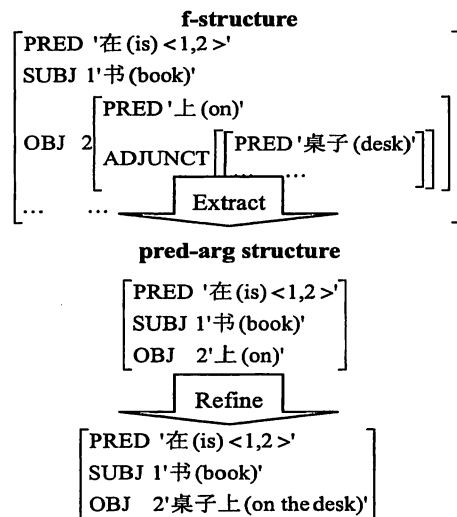 f-structure
PRED '在(is)<1,2>'
SUBJ 1'书(book)'
PRED '上(on)'
OBJ 2
PRED '桌子(desk)'
ADJUNCT
... ...
... ...
Extract
pred-arg structure
PRED '在(is)<1,2>'
SUBJ 1'书(book)'
OBJ 2'上(on)'
Refine
PRED '在(is)<1,2>'
SUBJ 1'书(book)'
OBJ 2'桌子上(on the desk)'